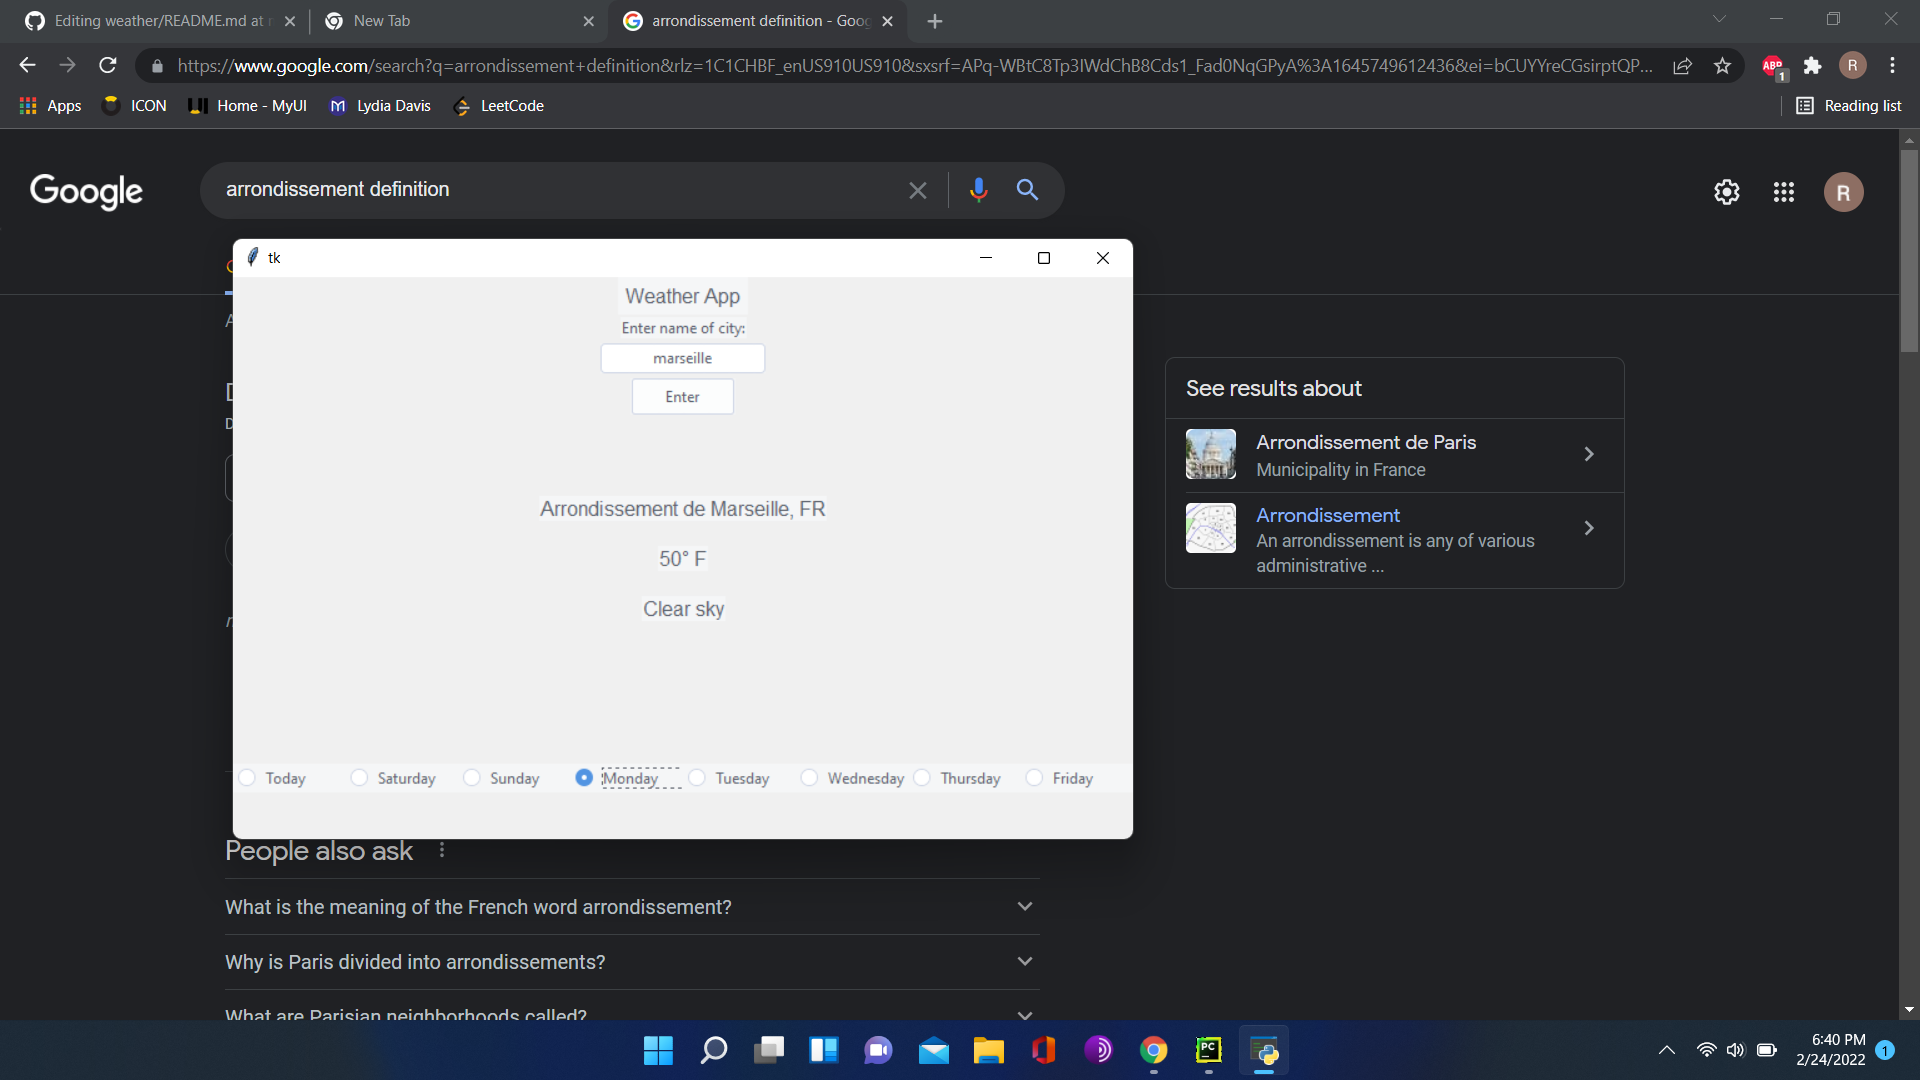 Editing weather/README.md at
New Tab
arrondissement definition - Goo
https://www.google.com/search?q=arrondissement+definition&rlz=1C1CHBF_enUS910US910&sxsrf=APq-WBtC8Tp3IWdChB8Cds1_Fad0NqGPyA%3A1645749612436&ei=bCUYYreCGsirptQP...
ABP
1
R
Apps
ICON
Home - MyUI
Lydia Davis
LeetCode
Reading list
Google
arrondissement definition
R
tk
Weather App
Enter name of city:
marseille
Enter
Arrondissement de Marseille, FR
50° F
Clear sky
Today
Saturday
Sunday
Monday
Tuesday
Wednesday
Thursday
Friday
See results about
Arrondissement de Paris
Municipality in France
Arrondissement
An arrondissement is any of various
administrative ...
People also ask
What is the meaning of the French word arrondissement?
Why is Paris divided into arrondissements?
What are Parisian neighborhoods called?
PC
6:40 PM
2/24/2022
1